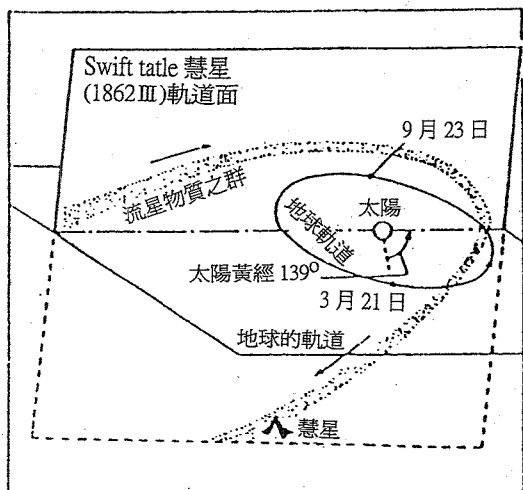 Swift tatle 慧星
(1862Ⅲ)軌道面
9月23日
流星物質之群
地球軌道
太陽
太陽黃經 139°
3月21日
地球的軌道
慧星